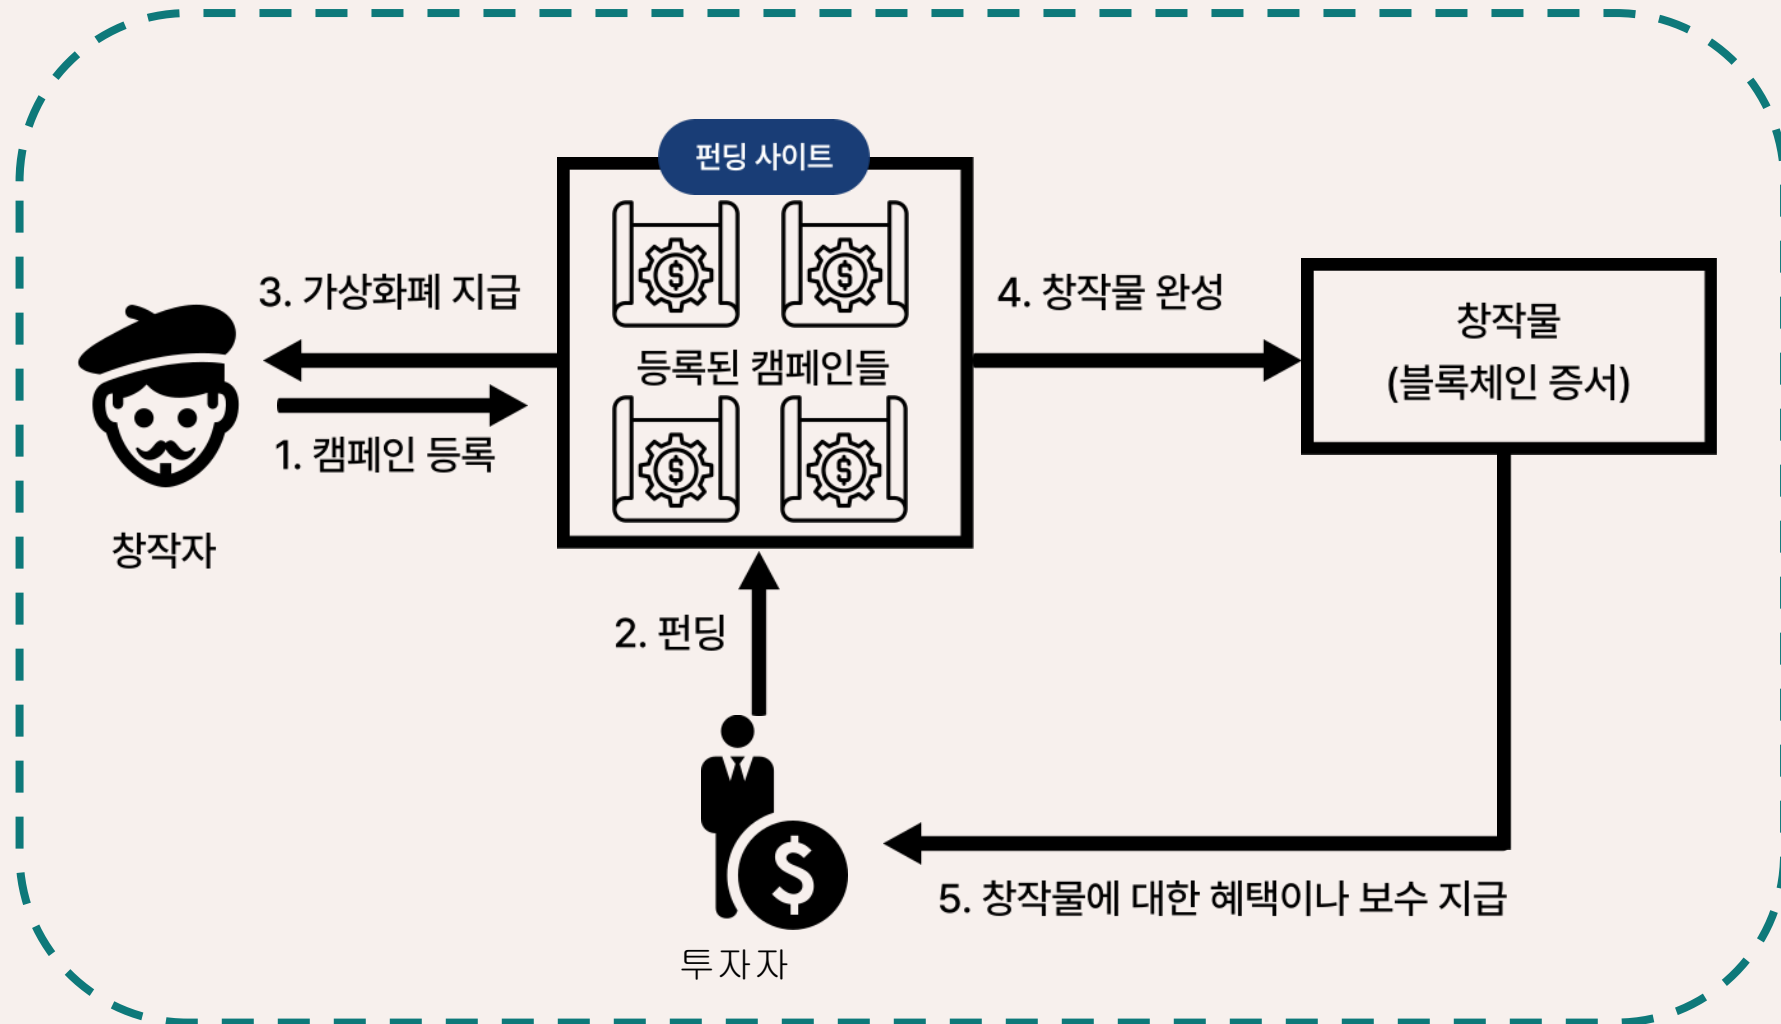 펀딩 사이트
3. 가상화폐 지급
4. 창작물 완성
창작물
(블록체인 증서)
등록된 캠페인들
1. 캠페인 등록
창작자
2. 펀딩
5. 창작물에 대한 혜택이나 보수 지급
투자자